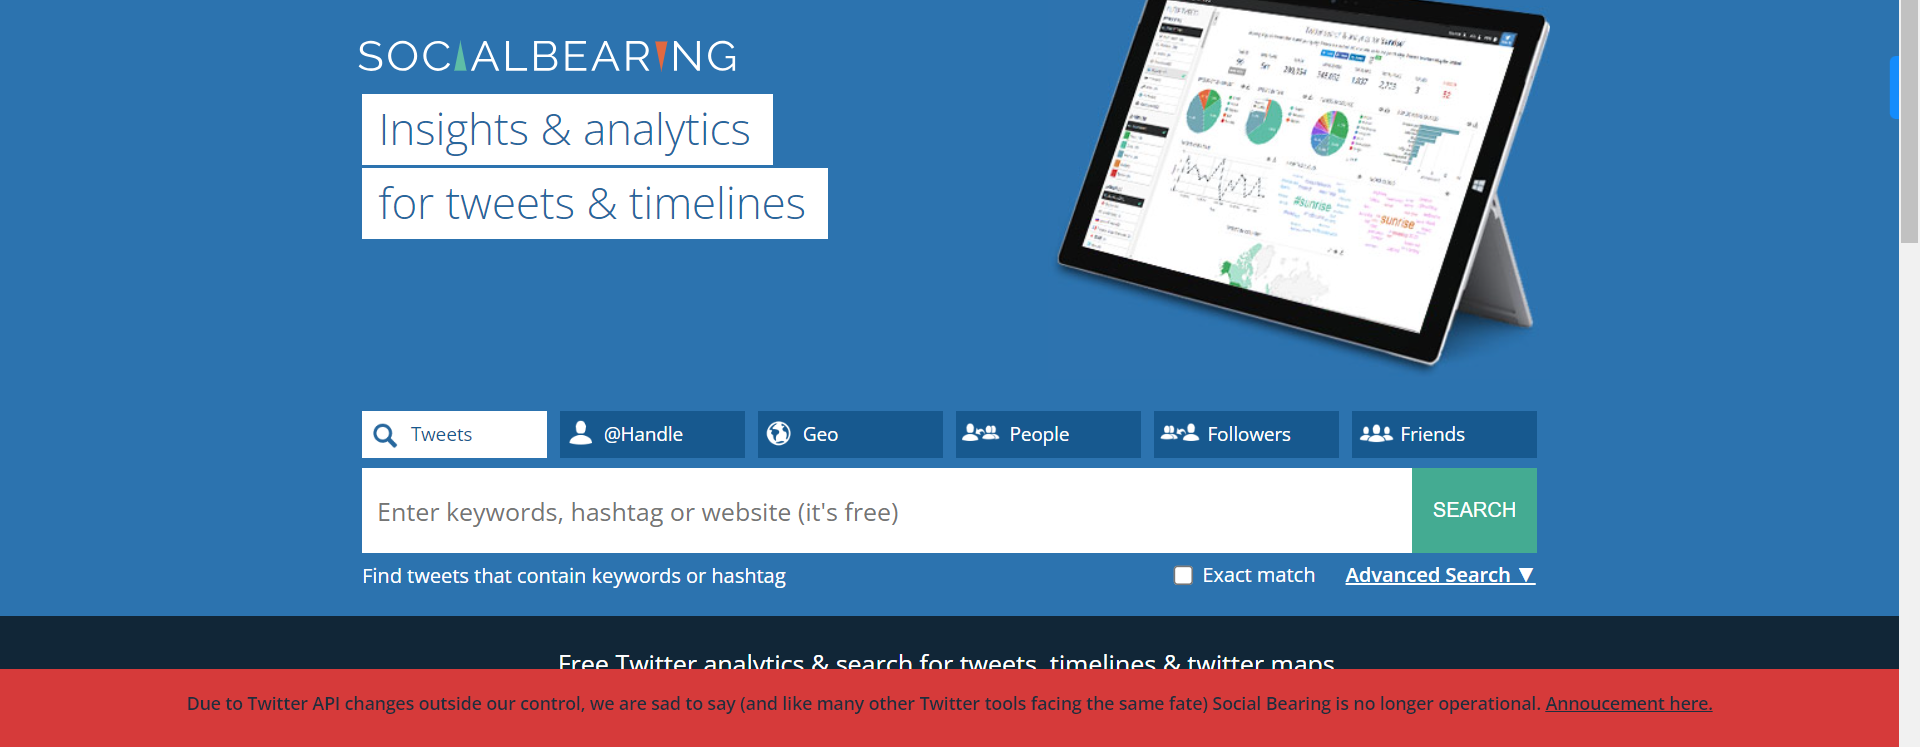 SOCIALBEARING
Insights & analytics
for tweets & timelines
#sunrise
sunrise
Tweets
@Handle
Geo
People
Followers
Friends
Enter keywords, hashtag or website (it's free)
SEARCH
Find tweets that contain keywords or hashtag
Exact match
Advanced Search ▼
Free Twitter analytics & search for tweets, timelines & twitter maps
Due to Twitter API changes outside our control, we are sad to say (and like many other Twitter tools facing the same fate) Social Bearing is no longer operational. Annoucement here.